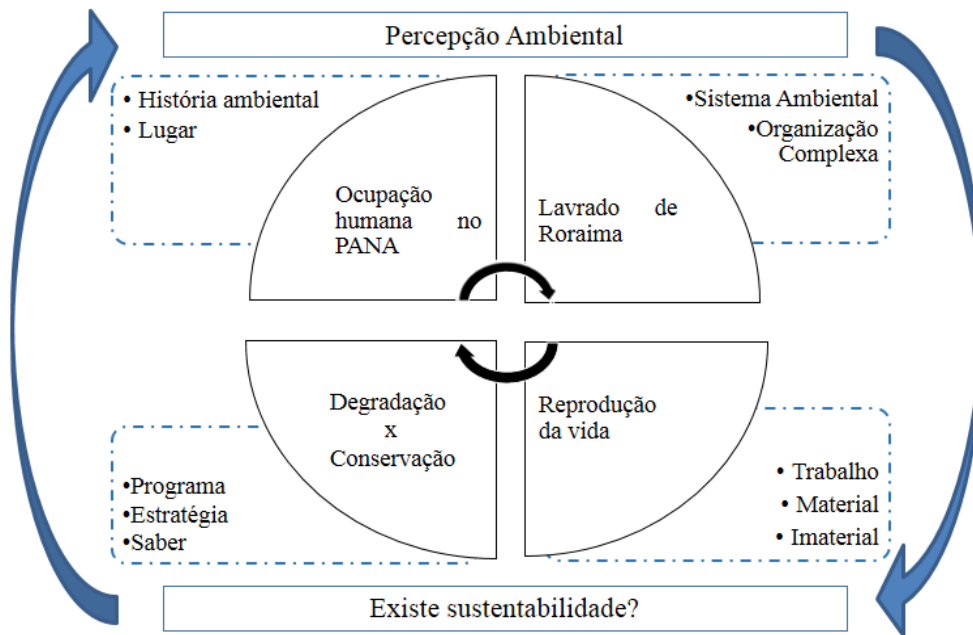 Percepção Ambiental
• História ambiental
• Lugar
•Sistema Ambiental
•Organização
Complexa
Ocupação
humana no
PANA
Lavrado de
Roraima
Degradação
x
Conservação
Reprodução
da vida
•Programa
•Estratégia
•Saber
• Trabalho
• Material
• Imaterial
Existe sustentabilidade?